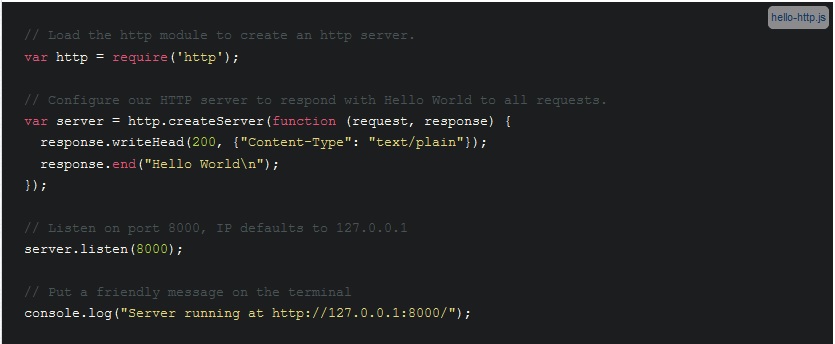 hello-http.js
// Load the http module to create an http server.
var http = require('http');
// Configure our HTTP server to respond with Hello World to all requests.
var server = http.createServer(function (request, response) {
  response.writeHead(200, {"Content-Type": "text/plain"});
  response.end("Hello World\n");
});
// Listen on port 8000, IP defaults to 127.0.0.1
server.listen(8000);
// Put a friendly message on the terminal
console.log("Server running at http://127.0.0.1:8000/");